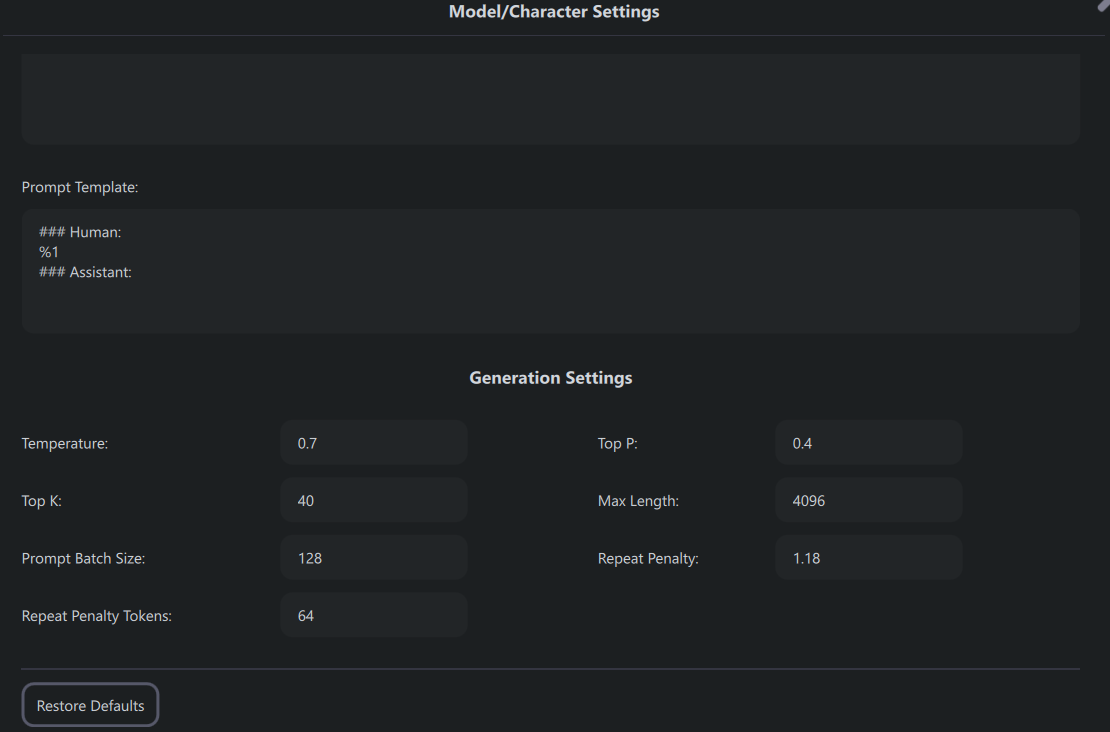 Model/Character Settings
Prompt Template:
### Human:
%1
### Assistant:
Generation Settings
Temperature: 0.7 Top P: 0.4
Top K: 40 Max Length: 4096
Prompt Batch Size: 128 Repeat Penalty: 1.18
Repeat Penalty Tokens: 64
Restore Defaults